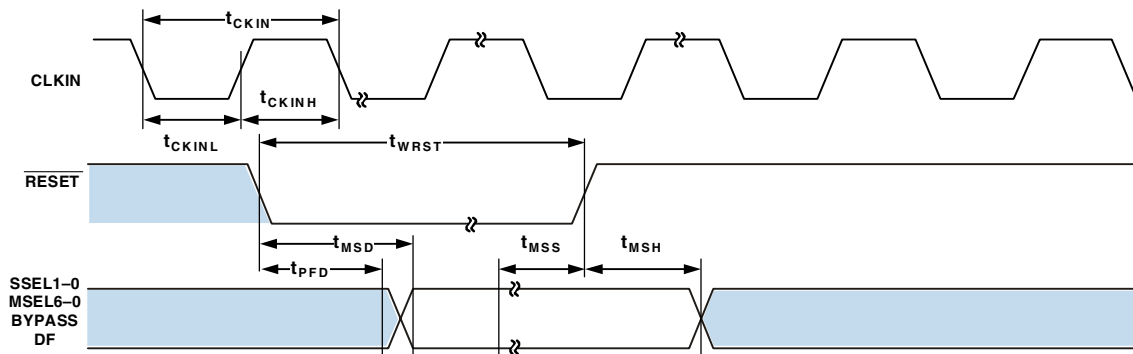 tCKIN
CLKIN
tCKINH
tCKINL
tWRST
RESET
tMSD
tMSS
tMSH
tPFD
SSEL1–0
MSEL6–0
BYPASS
DF